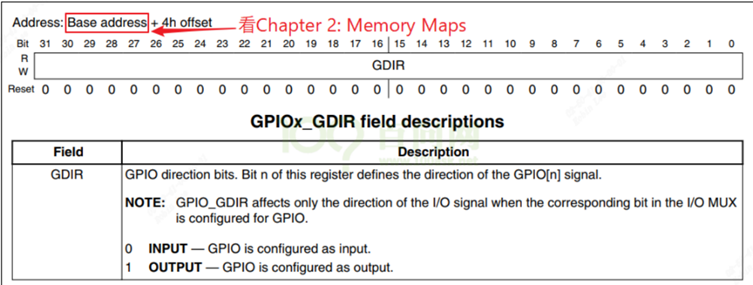 Address: Base address + 4h offset
看Chapter 2: Memory Maps
Bit 31 30 29 28 27 26 25 24 23 22 21 20 19 18 17 16 15 14 13 12 11 10 9 8 7 6 5 4 3 2 1 0
R
W
GDIR
Reset 0 0 0 0 0 0 0 0 0 0 0 0 0 0 0 0 0 0 0 0 0 0 0 0 0 0 0 0 0 0 0 0
GPIOx_GDIR field descriptions
Field Description
GDIR GPIO direction bits. Bit n of this register defines the direction of the GPIO[n] signal.
NOTE: GPIO_GDIR affects only the direction of the I/O signal when the corresponding bit in the I/O MUX
is configured for GPIO.
0 INPUT — GPIO is configured as input.
1 OUTPUT — GPIO is configured as output.